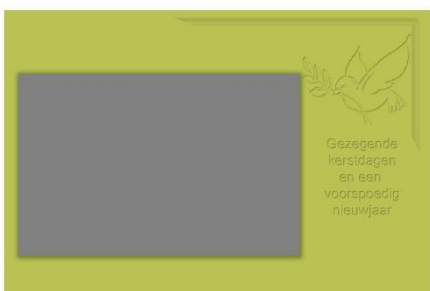 Gezegende
kerstdagen
en een
voorspoedig
nieuwjaar